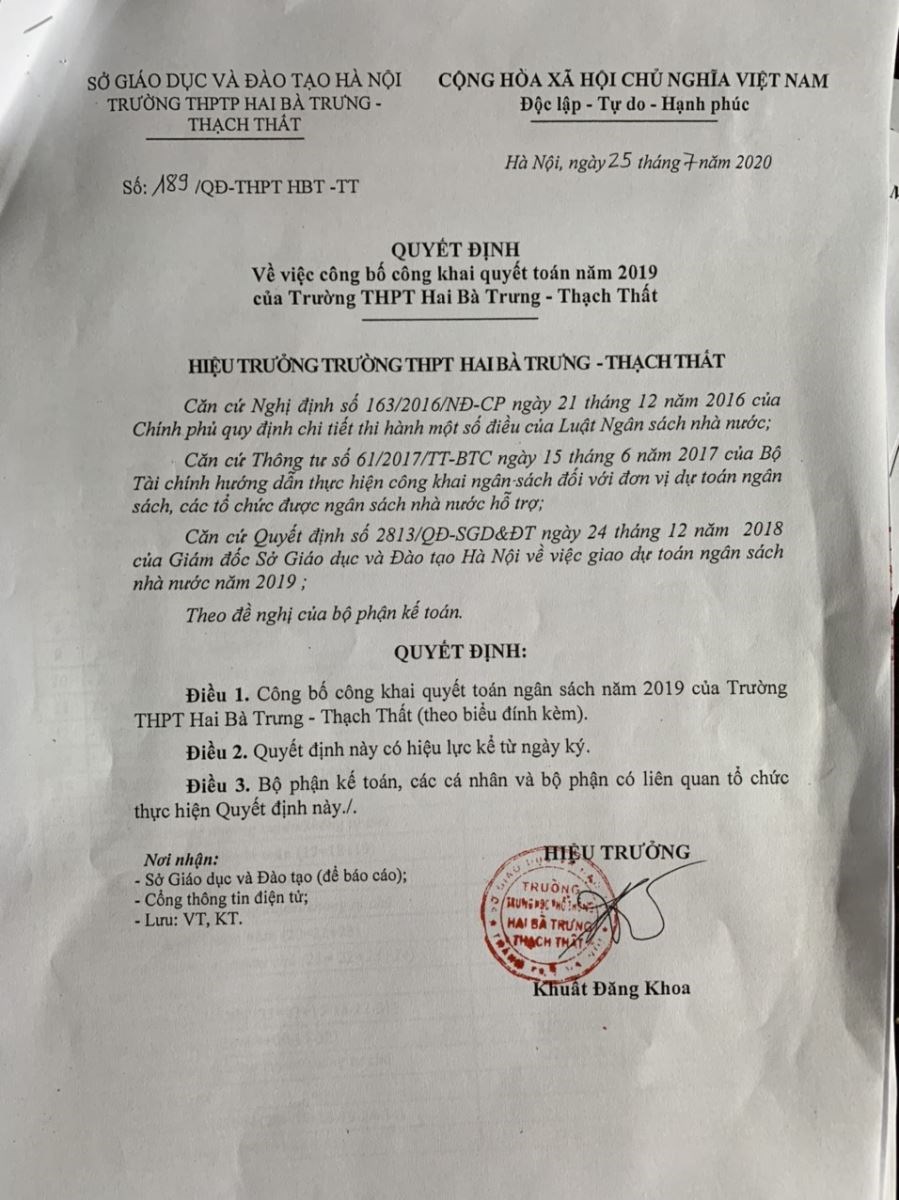 SỞ GIÁO DỤC VÀ ĐÀO TẠO HÀ NỘI
TRƯỜNG THPTP HAI BÀ TRƯNG -
THẠCH THẤT
CỘNG HÒA XÃ HỘI CHỦ NGHĨA VIỆT NAM
Độc lập - Tự do - Hạnh phúc
Số: 189 /QĐ-THPT HBT -TT
Hà Nội, ngày 25 tháng 7 năm 2020
QUYẾT ĐỊNH
Về việc công bố công khai quyết toán năm 2019
của Trường THPT Hai Bà Trưng - Thạch Thất
HIỆU TRƯỞNG TRƯỜNG THPT HAI BÀ TRƯNG - THẠCH THẤT
Căn cứ Nghị định số 163/2016/NĐ-CP ngày 21 tháng 12 năm 2016 của
Chính phủ quy định chi tiết thi hành một số điều của Luật Ngân sách nhà nước;
Căn cứ Thông tư số 61/2017/TT-BTC ngày 15 tháng 6 năm 2017 của Bộ
Tài chính hướng dẫn thực hiện công khai ngân sách đối với đơn vị dự toán ngân
sách, các tổ chức được ngân sách nhà nước hỗ trợ;
Căn cứ Quyết định số 2813/QĐ-SGD&ĐT ngày 24 tháng 12 năm 2018
của Giám đốc Sở Giáo dục và Đào tạo Hà Nội về việc giao dự toán ngân sách
nhà nước năm 2019 ;
Theo đề nghị của bộ phận kế toán.
QUYẾT ĐỊNH:
Điều 1. Công bố công khai quyết toán ngân sách năm 2019 của Trường
THPT Hai Bà Trưng - Thạch Thất (theo biểu đính kèm).
Điều 2. Quyết định này có hiệu lực kể từ ngày ký.
Điều 3. Bộ phận kế toán, các cá nhân và bộ phận có liên quan tổ chức
thực hiện Quyết định này./.
Nơi nhận:
- Sở Giáo dục và Đào tạo (để báo cáo);
- Cổng thông tin điện tử;
- Lưu: VT, KT.
HIỆU TRƯỞNG
TRƯỜNG
TRUNG HỌC PHỔ THÔNG
HAI BÀ TRƯNG
THẠCH THẤT
Khuất Đăng Khoa